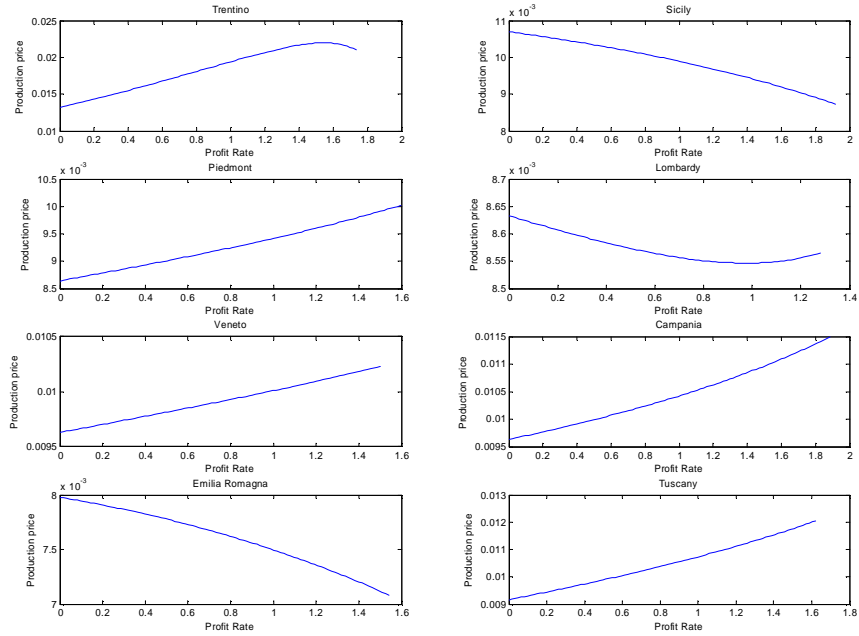 Trentino
0.025
0.02
0.015
0.01
Production price
0 0.2 0.4 0.6 0.8 1 1.2 1.4 1.6 1.8 2
Profit Rate
Sicily
x 10^-3
11
10
9
8
Production price
0 0.2 0.4 0.6 0.8 1 1.2 1.4 1.6 1.8 2
Profit Rate
Piedmont
x 10^-3
10.5
10
9.5
9
8.5
Production price
0 0.2 0.4 0.6 0.8 1 1.2 1.4 1.6
Profit Rate
Lombardy
x 10^-3
8.7
8.65
8.6
8.55
8.5
Production price
0 0.2 0.4 0.6 0.8 1 1.2 1.4
Profit Rate
Veneto
0.0105
0.01
0.0095
Production price
0 0.2 0.4 0.6 0.8 1 1.2 1.4 1.6
Profit Rate
Campania
0.0115
0.011
0.0105
0.01
0.0095
Production price
0 0.2 0.4 0.6 0.8 1 1.2 1.4 1.6 1.8 2
Profit Rate
Emilia Romagna
x 10^-3
8
7.5
7
Production price
0 0.2 0.4 0.6 0.8 1 1.2 1.4 1.6
Profit Rate
Tuscany
0.013
0.012
0.011
0.01
0.009
Production price
0 0.2 0.4 0.6 0.8 1 1.2 1.4 1.6 1.8 2
Profit Rate